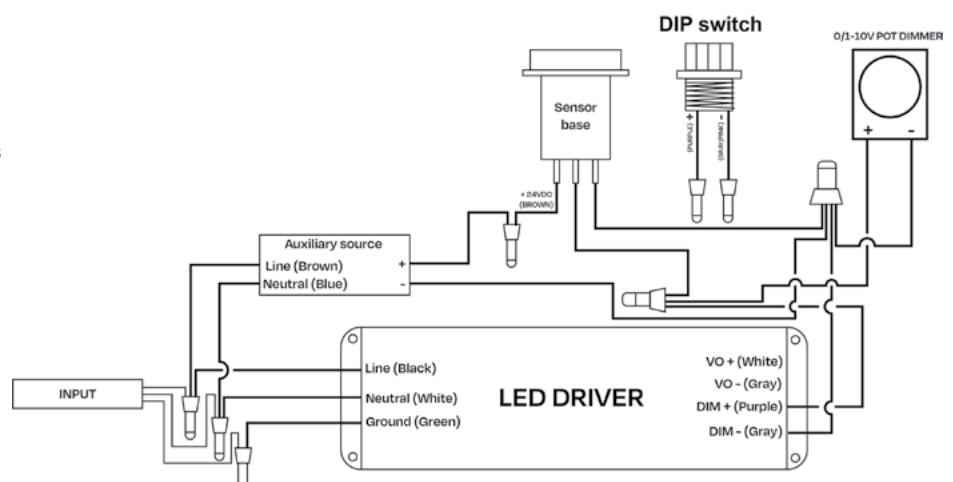 DIP switch
0/1-10V POT DIMMER
Sensor
base
+ -
(PURPLE) +
-
+ 24VDC
(BROWN)
Auxiliary source
Line (Brown) +
Neutral (Blue) -
Line (Black)
Neutral (White)
Ground (Green)
LED DRIVER
VO + (White)
VO - (Gray)
DIM + (Purple)
DIM - (Gray)
INPUT